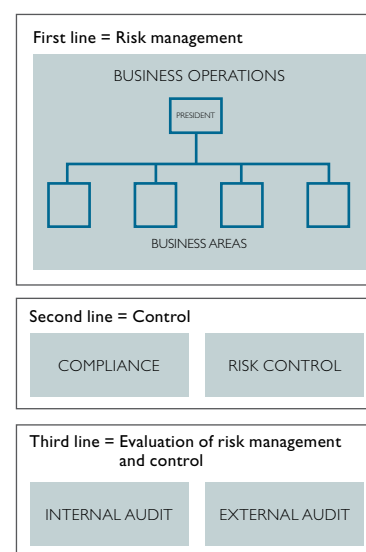 First line = Risk management
BUSINESS OPERATIONS
PRESIDENT
BUSINESS AREAS
Second line = Control
COMPLIANCE
RISK CONTROL
Third line = Evaluation of risk management
and control
INTERNAL AUDIT
EXTERNAL AUDIT